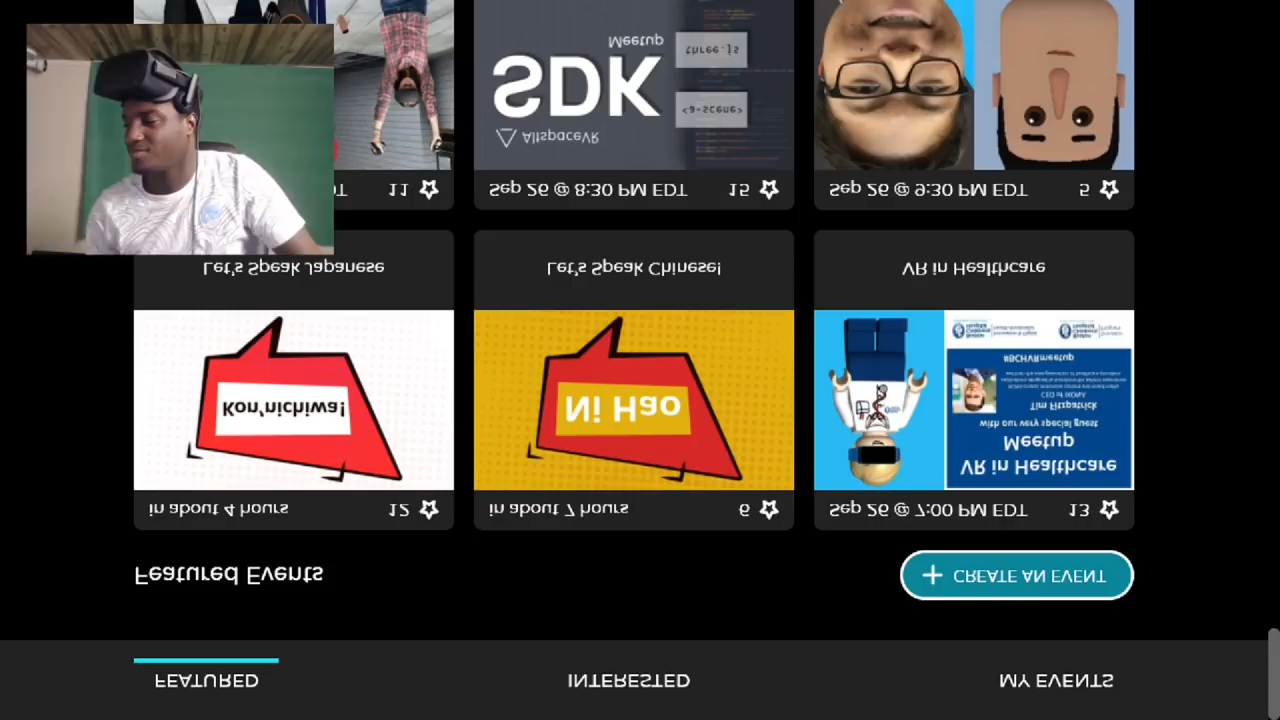 FEATURED
INTERESTED
MY EVENTS
Featured Events
+ CREATE AN EVENT
in about 4 hours 12
in about 7 hours 6
Sep 26 @ 7:00 PM EDT 13
Kon'nichiwa!
Ni Hao
VR in Healthcare
Meetup
with our very special guest
Tim Fitzpatrick
CEO of IKONA
#BCHVRmeetup
Let's Speak Japanese
Let's Speak Chinese!
VR in Healthcare
11
Sep 26 @ 8:30 PM EDT 15
Sep 26 @ 9:30 PM EDT 5
AltspaceVR
SDK
Meetup
<a-scene>
three.js